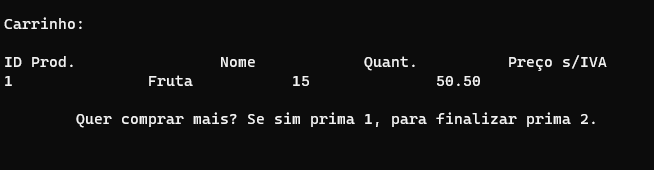 Carrinho:
ID Prod. Nome Quant. Preço s/IVA
1 Fruta 15 50.50
Quer comprar mais? Se sim prima 1, para finalizar prima 2.